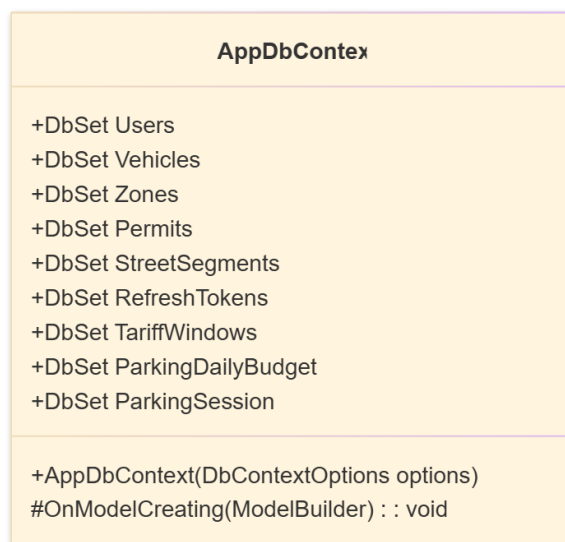 AppDbContex
+DbSet Users
+DbSet Vehicles
+DbSet Zones
+DbSet Permits
+DbSet StreetSegments
+DbSet RefreshTokens
+DbSet TariffWindows
+DbSet ParkingDailyBudget
+DbSet ParkingSession
+AppDbContext(DbContextOptions options)
#OnModelCreating(ModelBuilder) : : void